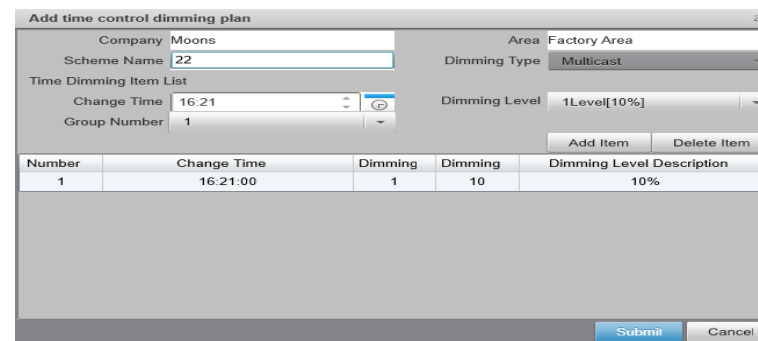 Add time control dimming plan
Company Moons Area Factory Area
Scheme Name 22 Dimming Type Multicast
Time Dimming Item List
Change Time 16:21 Dimming Level 1Level[10%]
Group Number 1
Add Item Delete Item
Number Change Time Dimming Dimming Dimming Level Description
1 16:21:00 1 10 10%
Submit Cancel